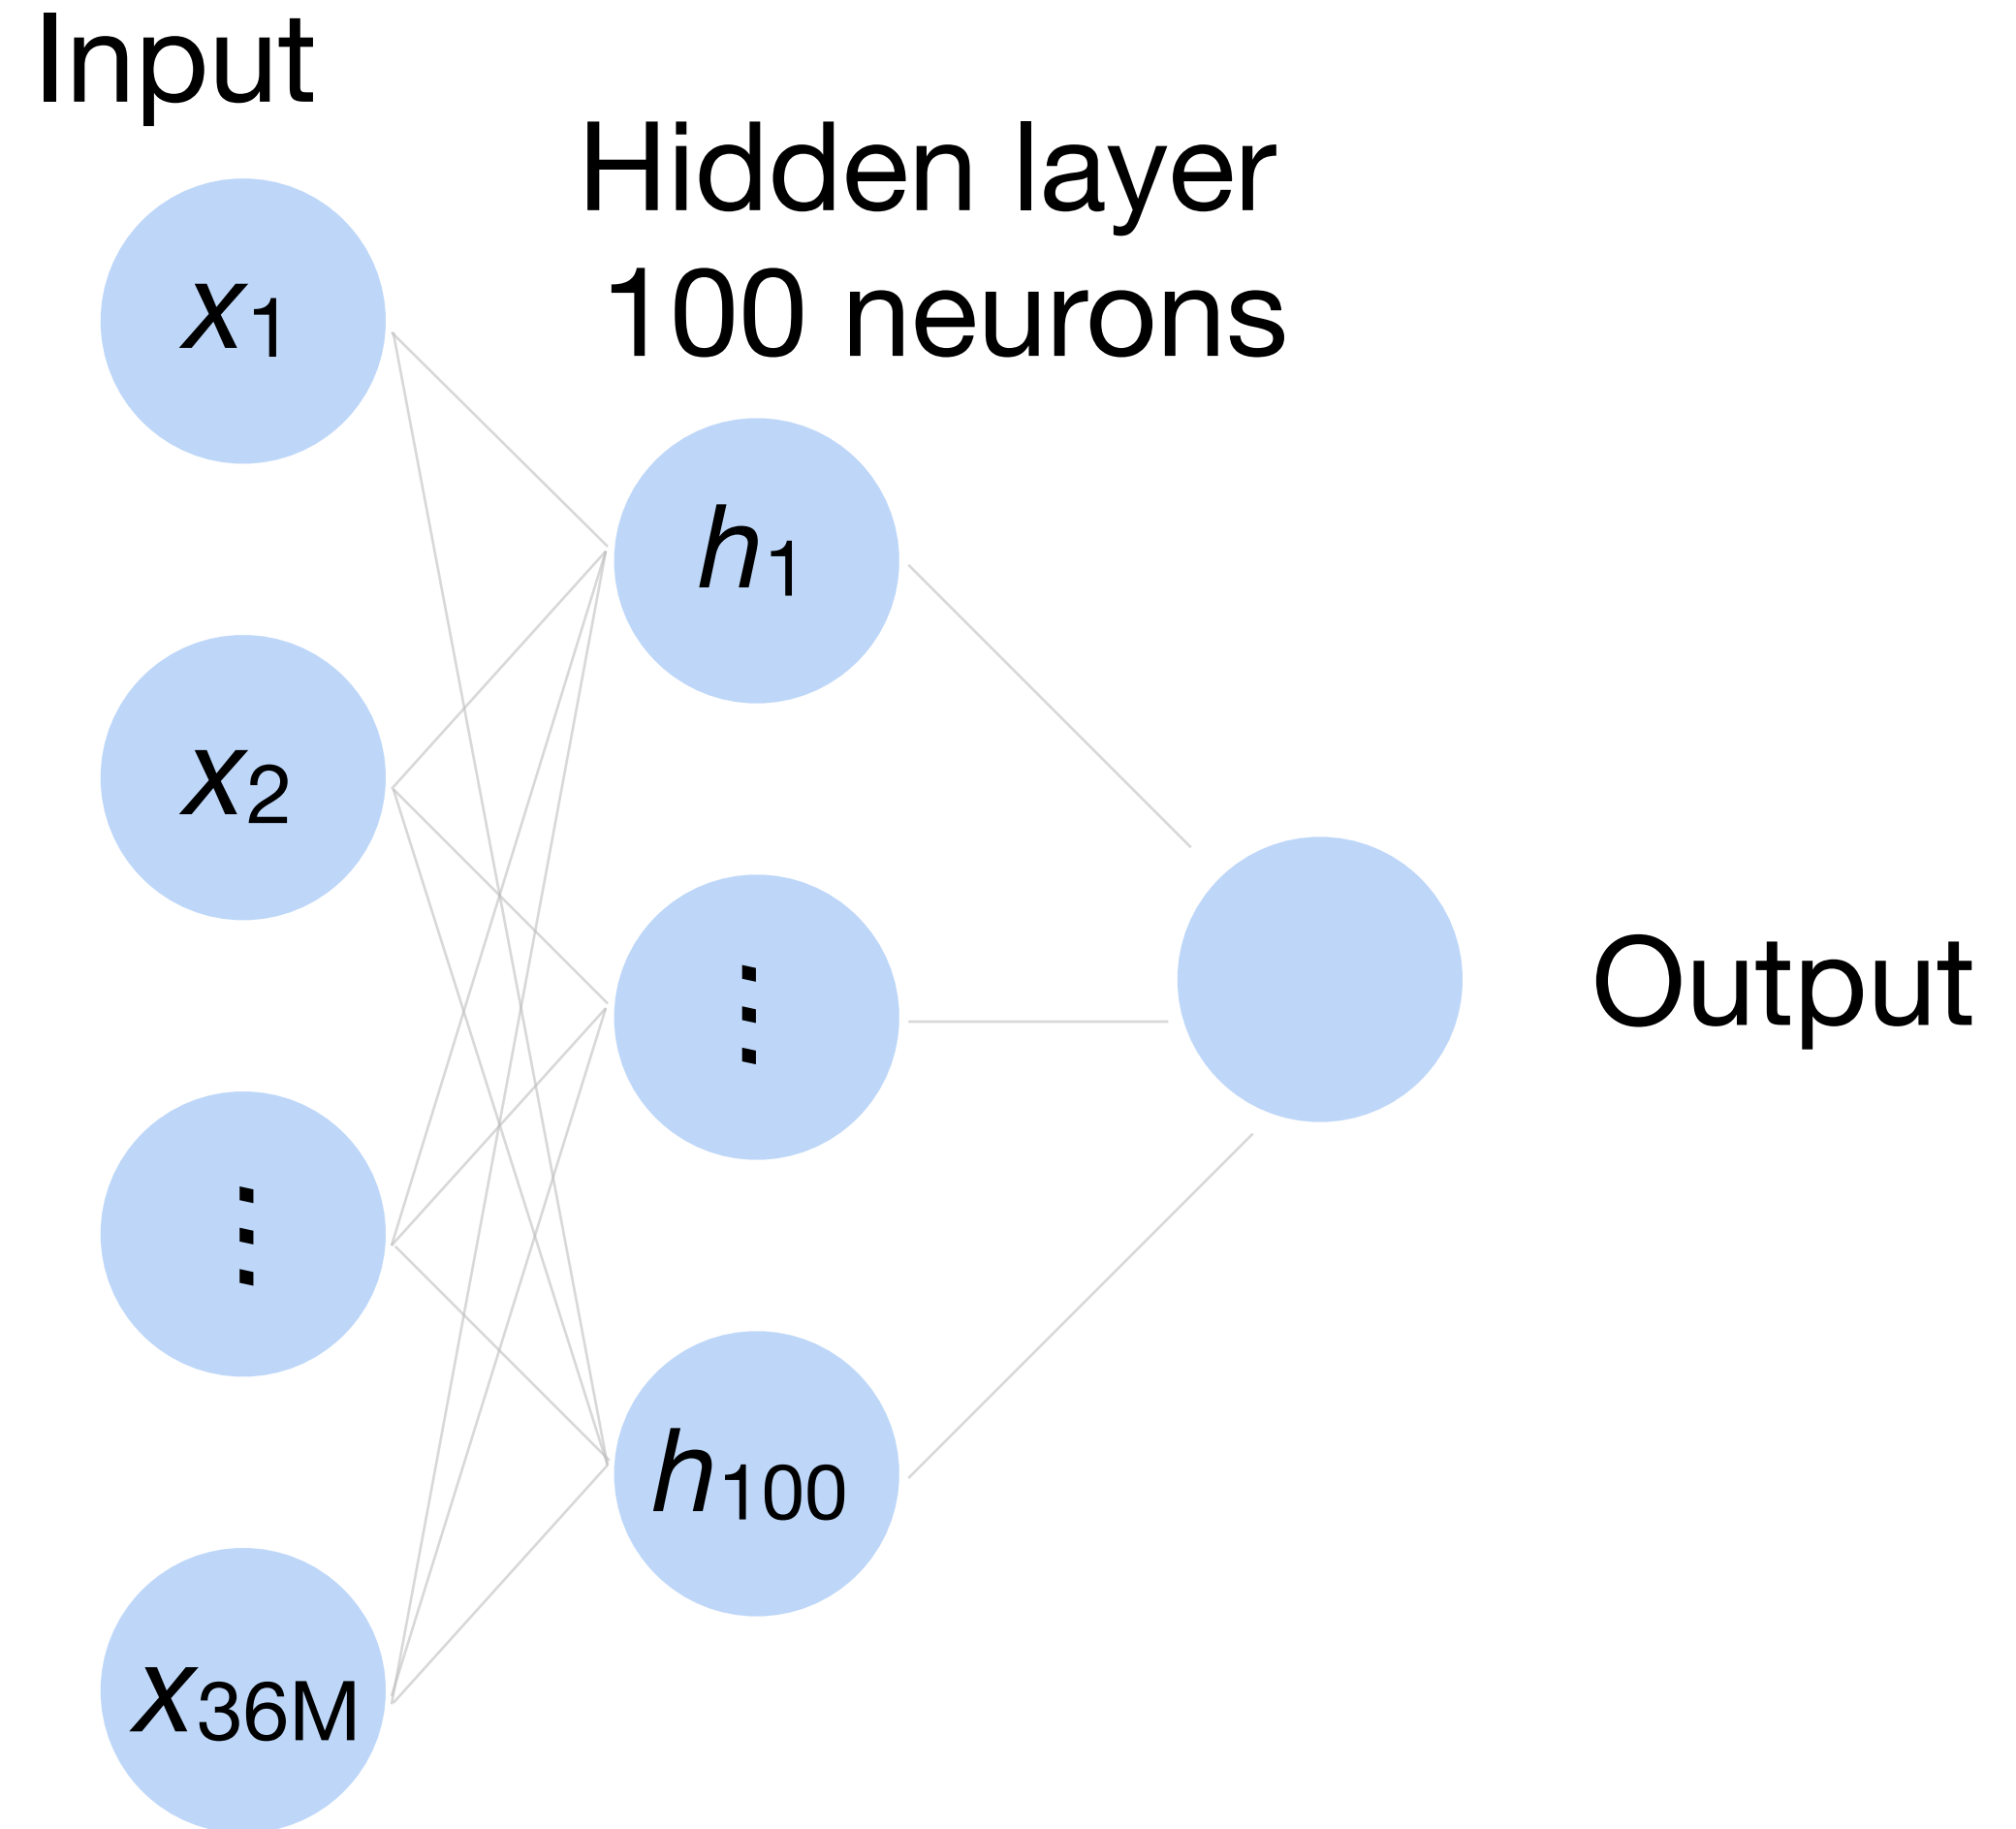 Input
Hidden layer
100 neurons
x1
h1
x2
⋮
Output
⋮
h100
x36M